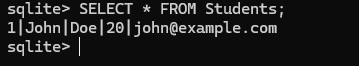 sqlite> SELECT * FROM Students;
1|John|Doe|20|john@example.com
sqlite>